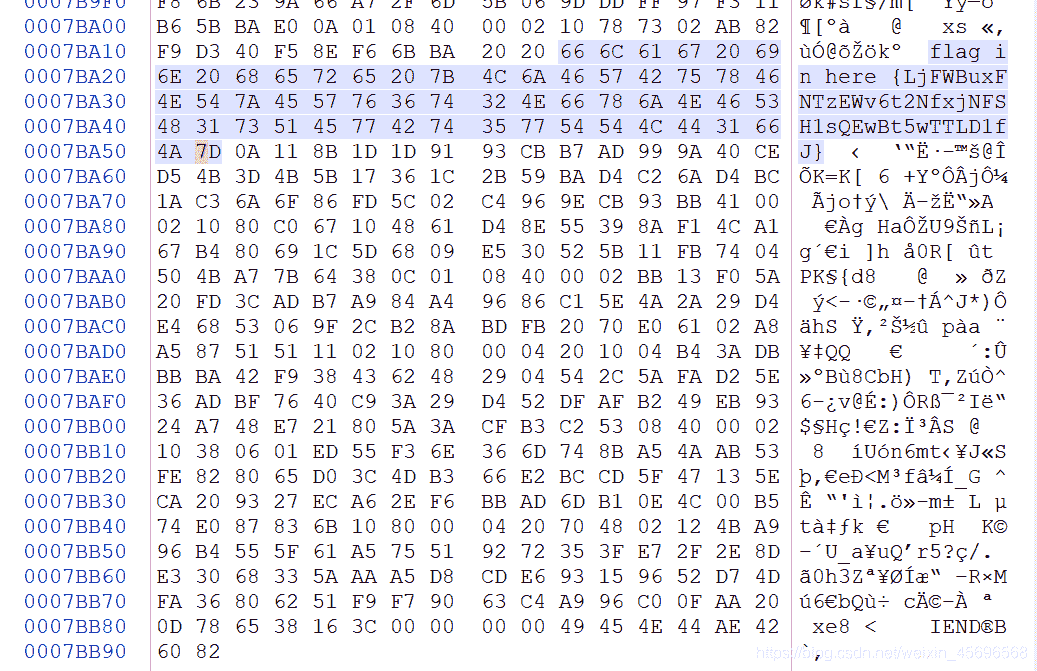 0007B9F0 F8 6B 23 9A 66 A7 2F 6D 5B 06 9D DD FF 97 F3 11
0007BA00 B6 5B BA E0 0A 01 08 40 00 02 10 78 73 02 AB 82 ¶[ºà @ xs «‚
0007BA10 F9 D3 40 F5 8E F6 6B BA 20 20 66 6C 61 67 20 69 ùÓ@õŽökº flag i
0007BA20 6E 20 68 65 72 65 20 7B 4C 6A 46 57 42 75 78 46 n here {LjFWBuxF
0007BA30 4E 54 7A 45 57 76 36 74 32 4E 66 78 6A 4E 46 53 NTzEWv6t2NfxjNFS
0007BA40 48 31 73 51 45 77 42 74 35 77 54 54 4C 44 31 66 H1sQEwBt5wTTLD1f
0007BA50 4A 7D 0A 11 8B 1D 1D 91 93 CB B7 AD 99 9A 40 CE J} ‹ ‘“Ë·–™š@Î
0007BA60 D5 4B 3D 4B 5B 17 36 1C 2B 59 BA D4 C2 6A D4 BC ÕK=K[ 6 +YºÔÂjÔ¼
0007BA70 1A C3 6A 6F 86 FD 5C 02 C4 96 9E CB 93 BB 41 00 Ãjo†ý\ Ä–žË“»A
0007BA80 02 10 80 C0 67 10 48 61 D4 8E 55 39 8A F1 4C A1 €Àg HaÔŽU9ŠñL¡
0007BA90 67 B4 80 69 1C 5D 68 09 E5 30 52 5B 11 FB 74 04 g´€i ]h å0R[ ût
0007BAA0 50 4B A7 7B 64 38 0C 01 08 40 00 02 BB 13 F0 5A PK§{d8 @ » ðZ
0007BAB0 20 FD 3C AD B7 A9 84 A4 96 86 C1 5E 4A 2A 29 D4 ý<–·©„¤–†Á^J*)Ô
0007BAC0 E4 68 53 06 9F 2C B2 8A BD FB 20 70 E0 61 02 A8 ähS Ÿ,²Š½û pàa ¨
0007BAD0 A5 87 51 51 11 02 10 80 00 04 20 10 04 B4 3A DB ¥‡QQ € ´:Û
0007BAE0 BB BA 42 F9 38 43 62 48 29 04 54 2C 5A FA D2 5E »ºBù8CbH) T,ZúÒ^
0007BAF0 36 AD BF 76 40 C9 3A 29 D4 52 DF AF B2 49 EB 93 6–¿v@É:)ÔRß¯²Ië“
0007BB00 24 A7 48 E7 21 80 5A 3A CF B3 C2 53 08 40 00 02 $§Hç!€Z:Ï³ÂS @
0007BB10 10 38 06 01 ED 55 F3 6E 36 6D 74 8B A5 4A AB 53 8 íUón6mt‹¥J«S
0007BB20 FE 82 80 65 D0 3C 4D B3 66 E2 BC CD 5F 47 13 5E þ‚€eÐ<M³fâ¼Í_G ^
0007BB30 CA 20 93 27 EC A6 2E F6 BB AD 6D B1 0E 4C 00 B5 Ê “'ì¦.ö»–m± L µ
0007BB40 74 E0 87 83 6B 10 80 00 04 20 70 48 02 12 4B A9 tà‡ƒk € pH K©
0007BB50 96 B4 55 5F 61 A5 75 51 92 72 35 3F E7 2F 2E 8D –´U_a¥uQ’r5?ç/.
0007BB60 E3 30 68 33 5A AA A5 D8 CD E6 93 15 96 52 D7 4D ã0h3Zª¥ØÍæ“ –R×M
0007BB70 FA 36 80 62 51 F9 F7 90 63 C4 A9 96 C0 0F AA 20 ú6€bQù÷ cÄ©–À ª
0007BB80 0D 78 65 38 16 3C 00 00 00 00 49 45 4E 44 AE 42 xe8 < IEND®B
0007BB90 60 82 `‚
https://blog.csdn.net/weixin_45696568